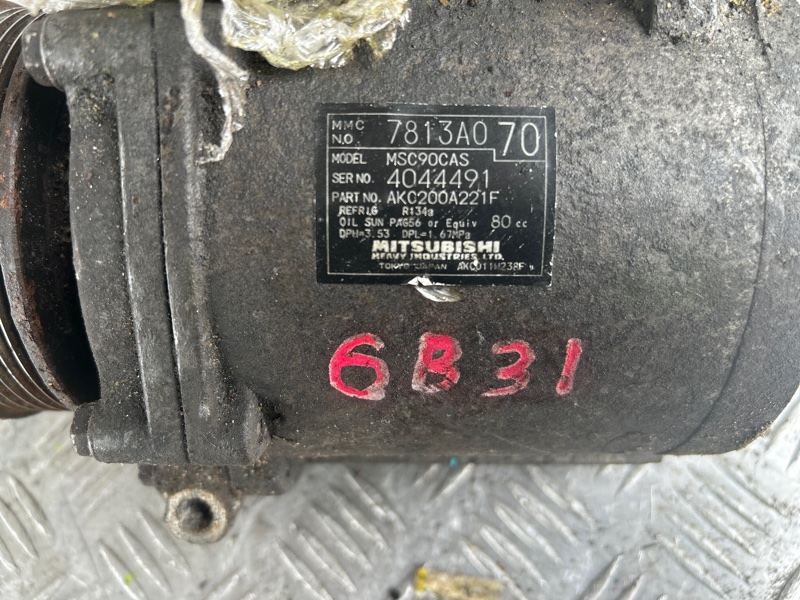 MMC NO. 7813A0 70
MODEL MSC90CAS
SER NO. 4044491
PART NO. AKC200A221F
REFRIG R134a
OIL SUN PAG56 or Equiv 80 cc
DPH=3.53 DPL=1.67MPa
MITSUBISHI
HEAVY INDUSTRIES, LTD.
TOKYO JAPAN AKC011H238F
6B31